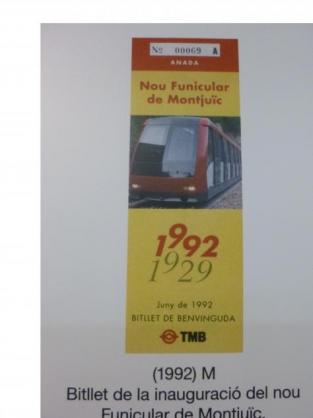 Nº 00069 A
ANADA
Nou Funicular
de Montjuïc
1992
1929
Juny de 1992
BITLLET DE BENVINGUDA
TMB
(1992) M
Bitllet de la inauguració del nou
Funicular de Montjuïc.